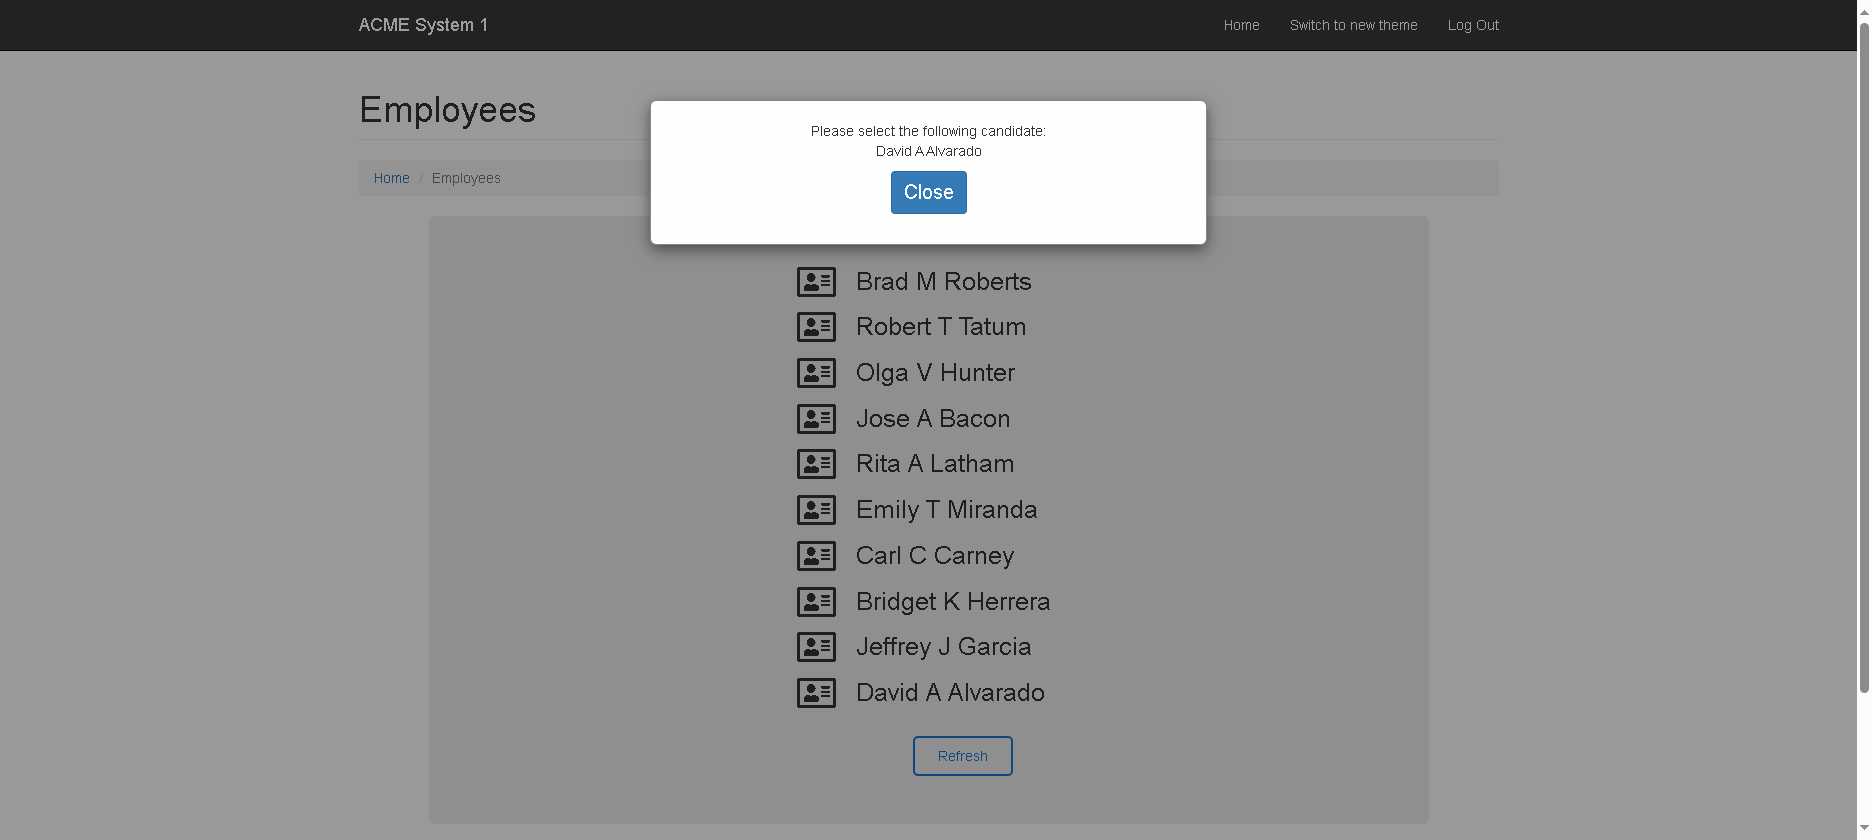 ACME System 1
Home
Switch to new theme
Log Out
Employees
Please select the following candidate:
David A Alvarado
Close
Home / Employees
Brad M Roberts
Robert T Tatum
Olga V Hunter
Jose A Bacon
Rita A Latham
Emily T Miranda
Carl C Carney
Bridget K Herrera
Jeffrey J Garcia
David A Alvarado
Refresh